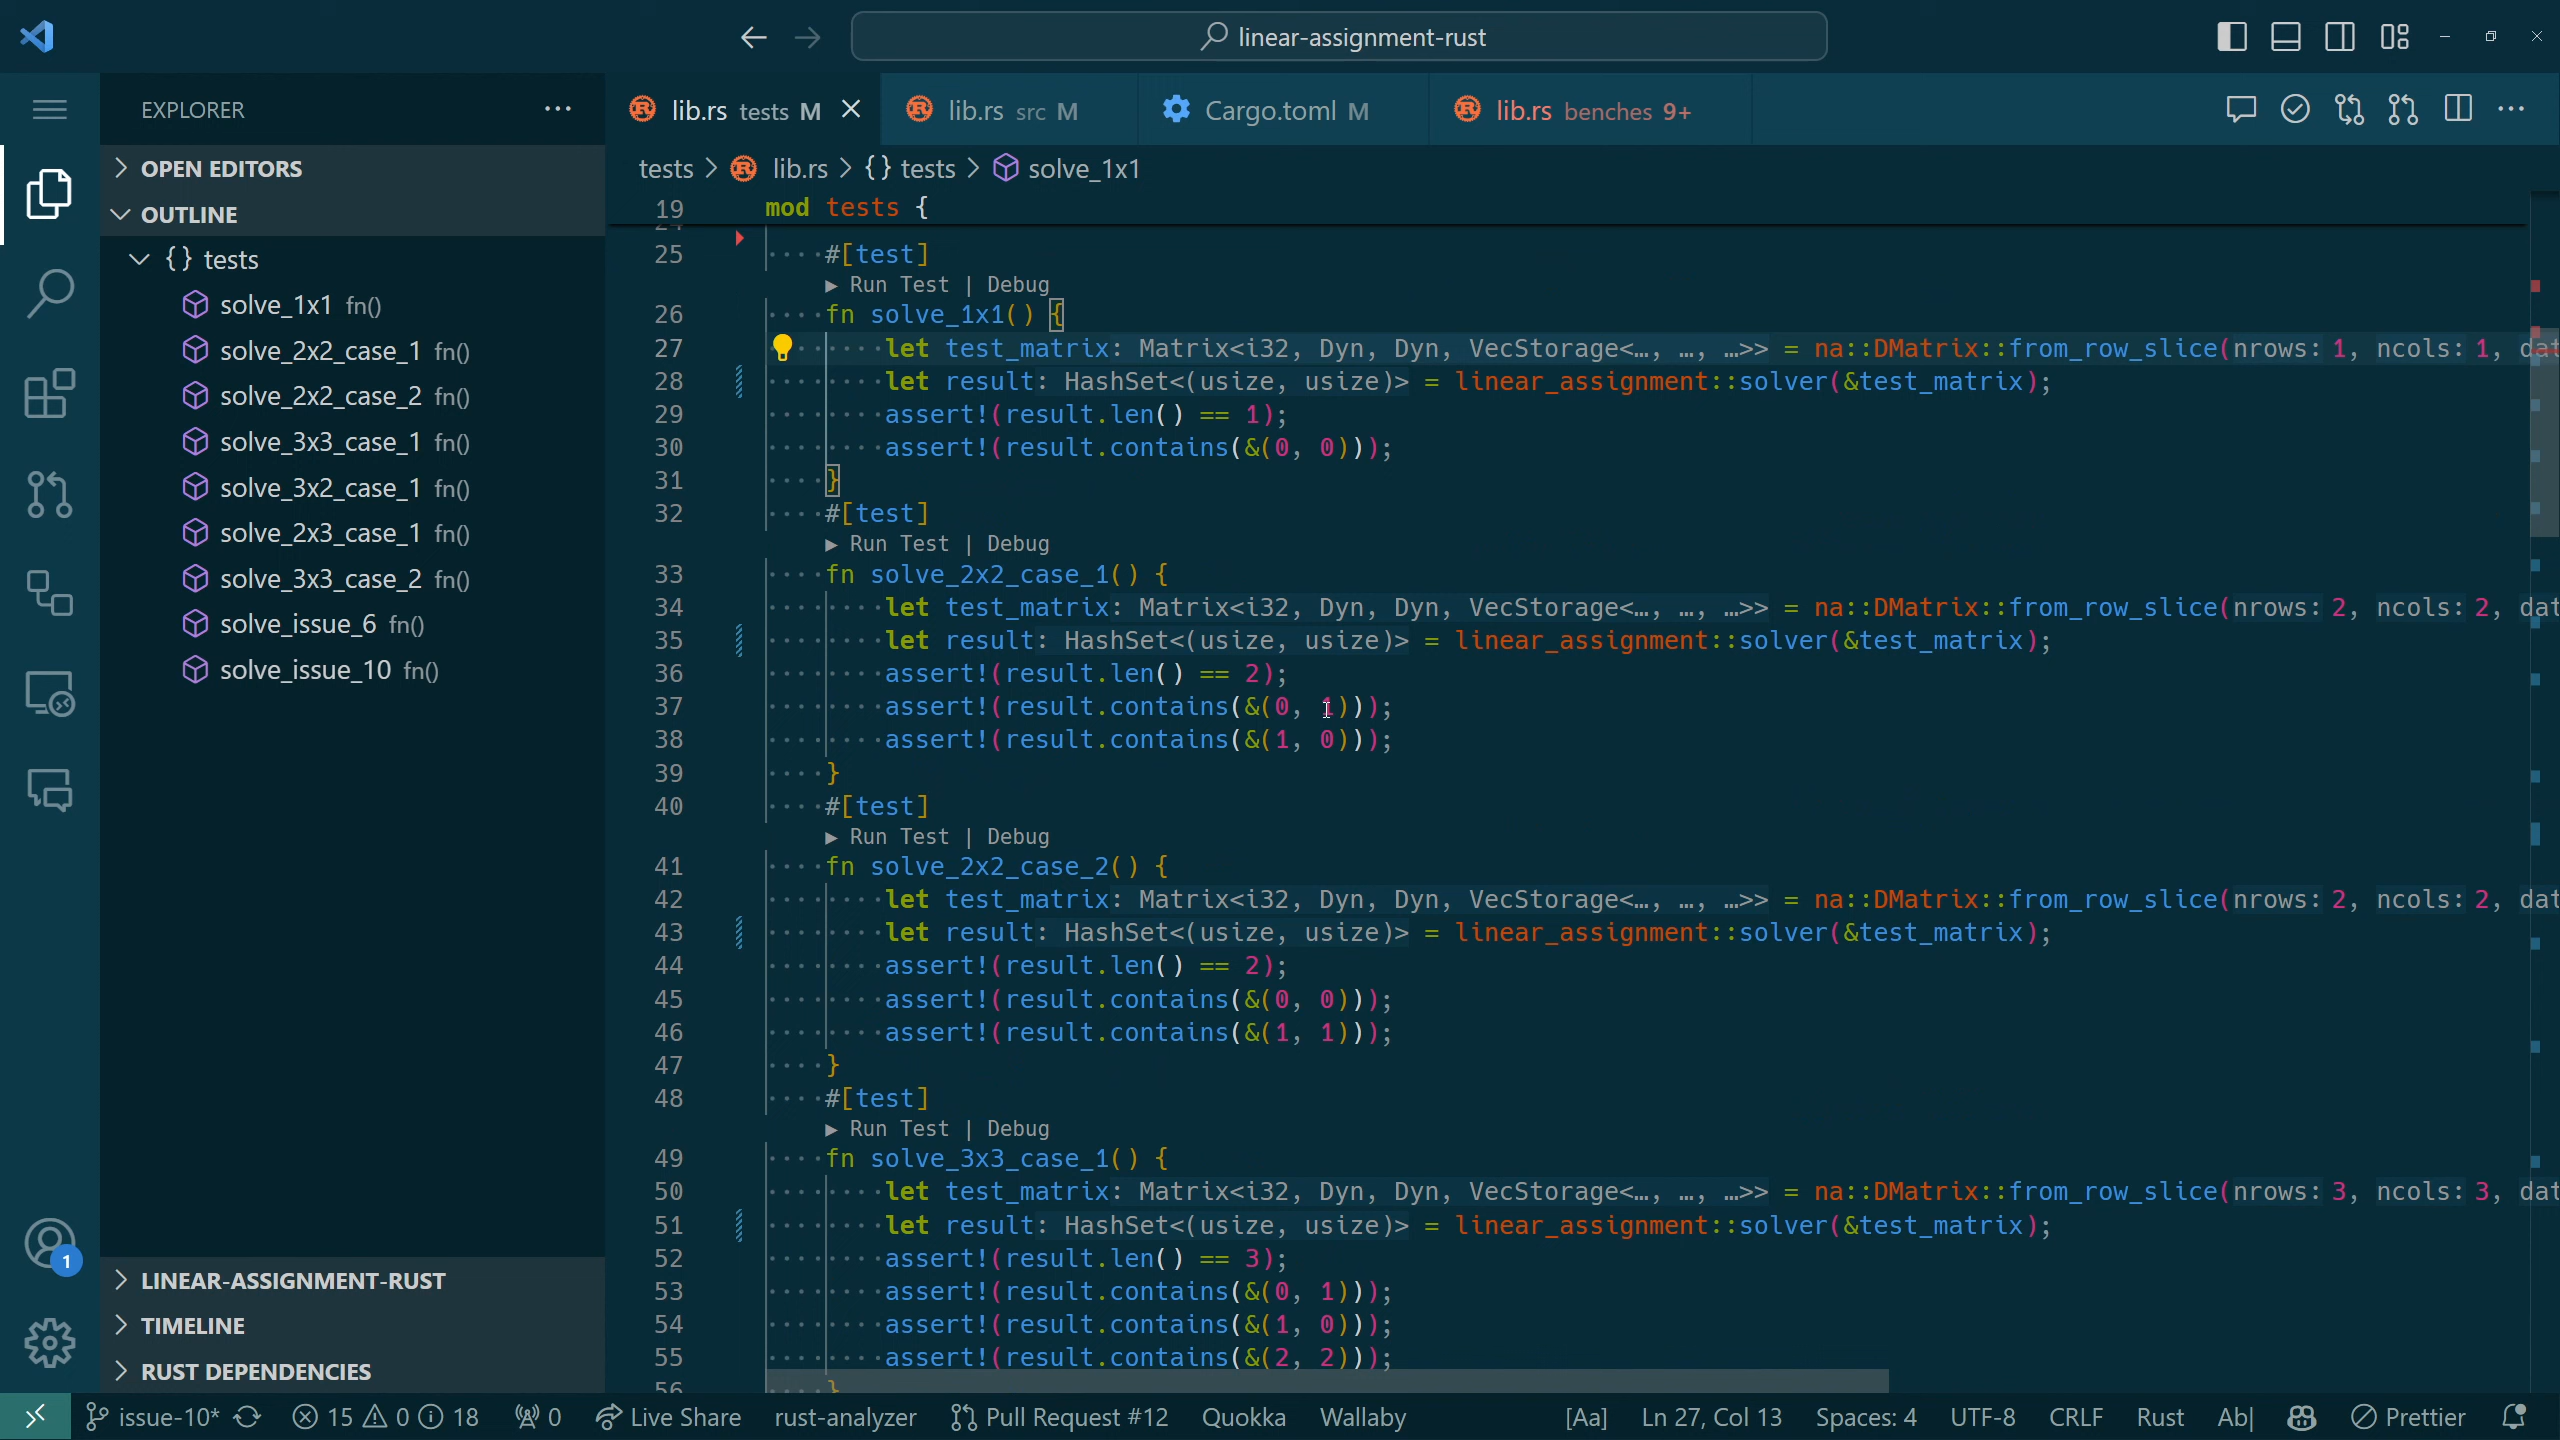 linear-assignment-rust
EXPLORER
OPEN EDITORS
OUTLINE
{} tests
solve_1x1 fn()
solve_2x2_case_1 fn()
solve_2x2_case_2 fn()
solve_3x3_case_1 fn()
solve_3x2_case_1 fn()
solve_2x3_case_1 fn()
solve_3x3_case_2 fn()
solve_issue_6 fn()
solve_issue_10 fn()
LINEAR-ASSIGNMENT-RUST
TIMELINE
RUST DEPENDENCIES
1
lib.rs tests M
lib.rs src M
Cargo.toml M
lib.rs benches 9+
tests > lib.rs > {} tests > solve_1x1
19 mod tests {
25 ····#[test]
▶ Run Test | Debug
26 ····fn solve_1x1() {
27 ········let test_matrix: Matrix<i32, Dyn, Dyn, VecStorage<…, …, …>> = na::DMatrix::from_row_slice(nrows: 1, ncols: 1, dat
28 ········let result: HashSet<(usize, usize)> = linear_assignment::solver(&test_matrix);
29 ········assert!(result.len() == 1);
30 ········assert!(result.contains(&(0, 0)));
31 ····}
32 ····#[test]
▶ Run Test | Debug
33 ····fn solve_2x2_case_1() {
34 ········let test_matrix: Matrix<i32, Dyn, Dyn, VecStorage<…, …, …>> = na::DMatrix::from_row_slice(nrows: 2, ncols: 2, dat
35 ········let result: HashSet<(usize, usize)> = linear_assignment::solver(&test_matrix);
36 ········assert!(result.len() == 2);
37 ········assert!(result.contains(&(0, 1)));
38 ········assert!(result.contains(&(1, 0)));
39 ····}
40 ····#[test]
▶ Run Test | Debug
41 ····fn solve_2x2_case_2() {
42 ········let test_matrix: Matrix<i32, Dyn, Dyn, VecStorage<…, …, …>> = na::DMatrix::from_row_slice(nrows: 2, ncols: 2, dat
43 ········let result: HashSet<(usize, usize)> = linear_assignment::solver(&test_matrix);
44 ········assert!(result.len() == 2);
45 ········assert!(result.contains(&(0, 0)));
46 ········assert!(result.contains(&(1, 1)));
47 ····}
48 ····#[test]
▶ Run Test | Debug
49 ····fn solve_3x3_case_1() {
50 ········let test_matrix: Matrix<i32, Dyn, Dyn, VecStorage<…, …, …>> = na::DMatrix::from_row_slice(nrows: 3, ncols: 3, dat
51 ········let result: HashSet<(usize, usize)> = linear_assignment::solver(&test_matrix);
52 ········assert!(result.len() == 3);
53 ········assert!(result.contains(&(0, 1)));
54 ········assert!(result.contains(&(1, 0)));
55 ········assert!(result.contains(&(2, 2)));
56 ····}
issue-10* 15 0 18 0 Live Share rust-analyzer Pull Request #12 Quokka Wallaby [Aa] Ln 27, Col 13 Spaces: 4 UTF-8 CRLF Rust Ab| Prettier